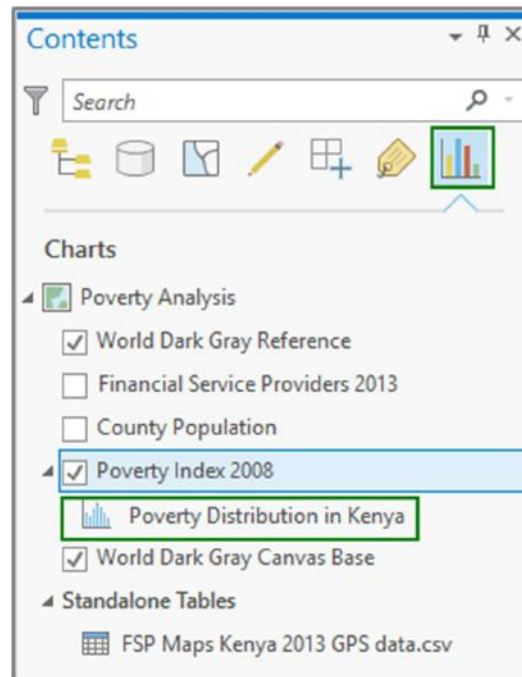 Contents
Search
Charts
Poverty Analysis
World Dark Gray Reference
Financial Service Providers 2013
County Population
Poverty Index 2008
Poverty Distribution in Kenya
World Dark Gray Canvas Base
Standalone Tables
FSP Maps Kenya 2013 GPS data.csv